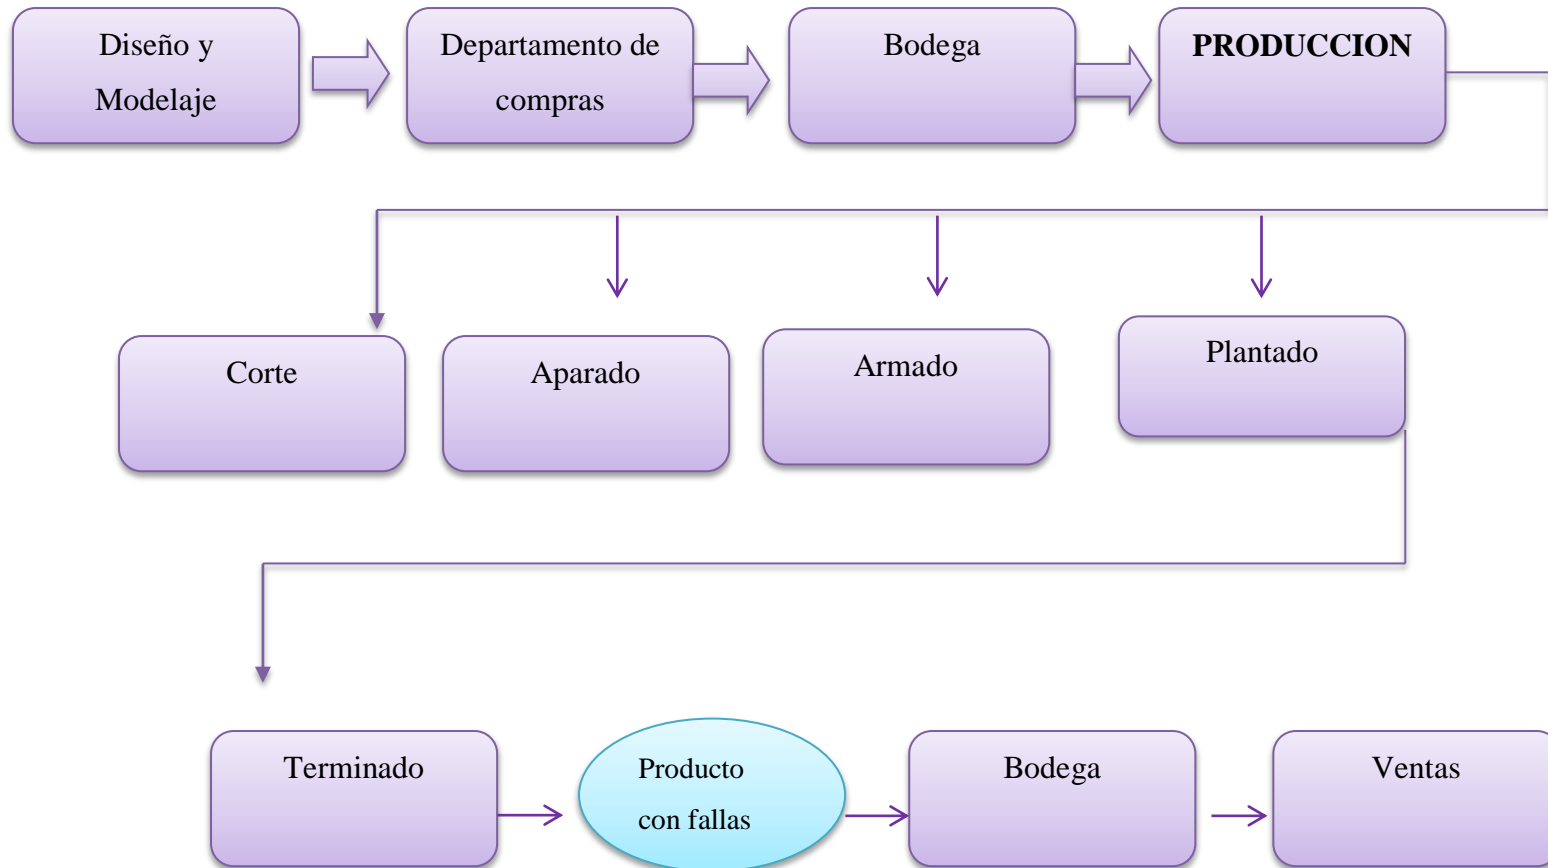 Diseño y
Modelaje
Departamento de
compras
Bodega
PRODUCCION
Corte
Aparado
Armado
Plantado
Terminado
Producto
con fallas
Bodega
Ventas